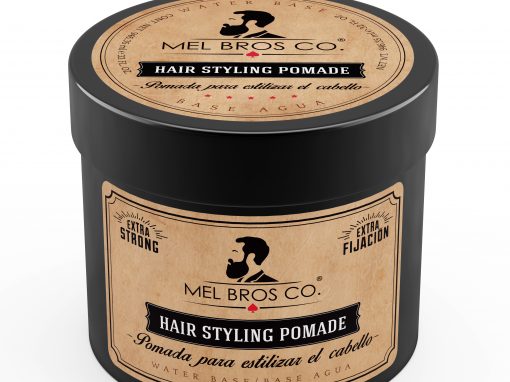 WATER BASE
MEL BROS CO.®
HAIR STYLING POMADE
Pomada para estilizar el cabello
BASE AGUA
EXTRA STRONG
EXTRA FIJACIÓN
MEL BROS CO.®
HAIR STYLING POMADE
-Pomada para estilizar el cabello-
WATER BASE/BASE AGUA